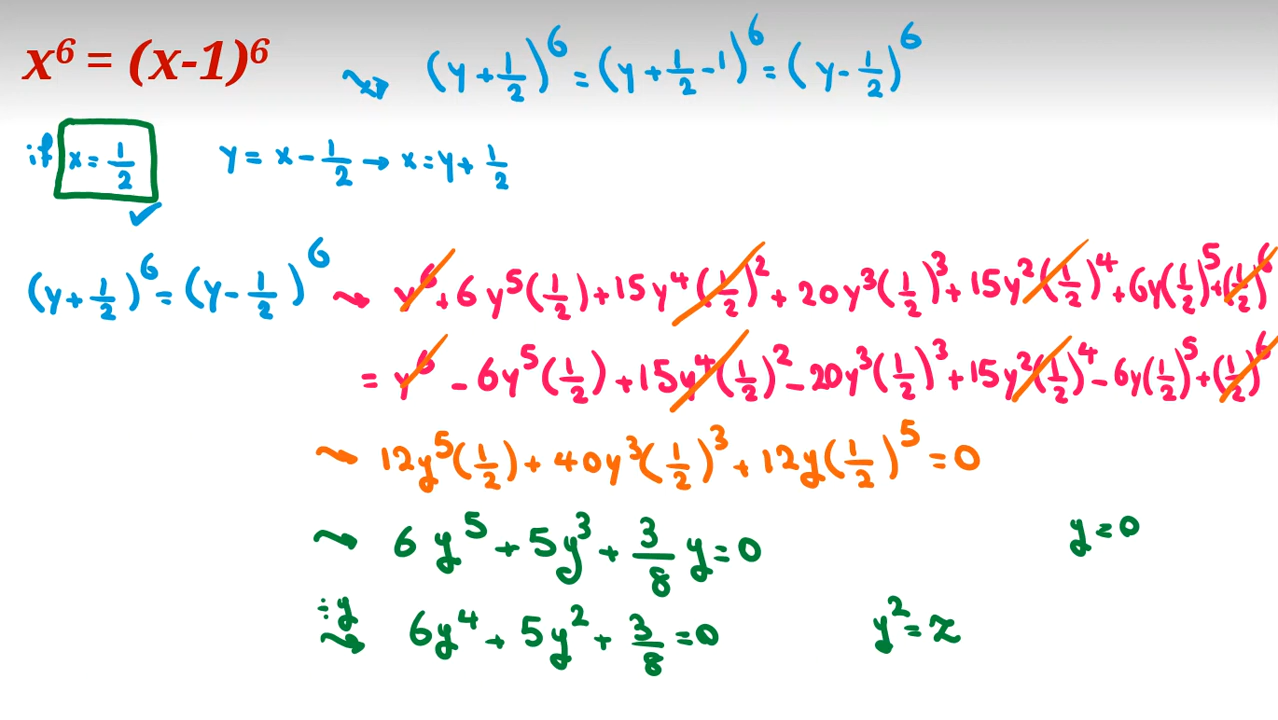 x⁶ = (x-1)⁶ ⇝ (y+1/2)⁶ = (y+1/2-1)⁶ = (y-1/2)⁶
if x=1/2 ✓ y = x - 1/2 → x = y + 1/2
(y+1/2)⁶ = (y-1/2)⁶ ⇝ y⁶ + 6y⁵(1/2) + 15y⁴(1/2)² + 20y³(1/2)³ + 15y²(1/2)⁴ + 6y(1/2)⁵ + (1/2)⁶
= y⁶ - 6y⁵(1/2) + 15y⁴(1/2)² - 20y³(1/2)³ + 15y²(1/2)⁴ - 6y(1/2)⁵ + (1/2)⁶
⇝ 12y⁵(1/2) + 40y³(1/2)³ + 12y(1/2)⁵ = 0
⇝ 6y⁵ + 5y³ + 3/8 y = 0 y = 0
÷y ⇝ 6y⁴ + 5y² + 3/8 = 0 y² = z